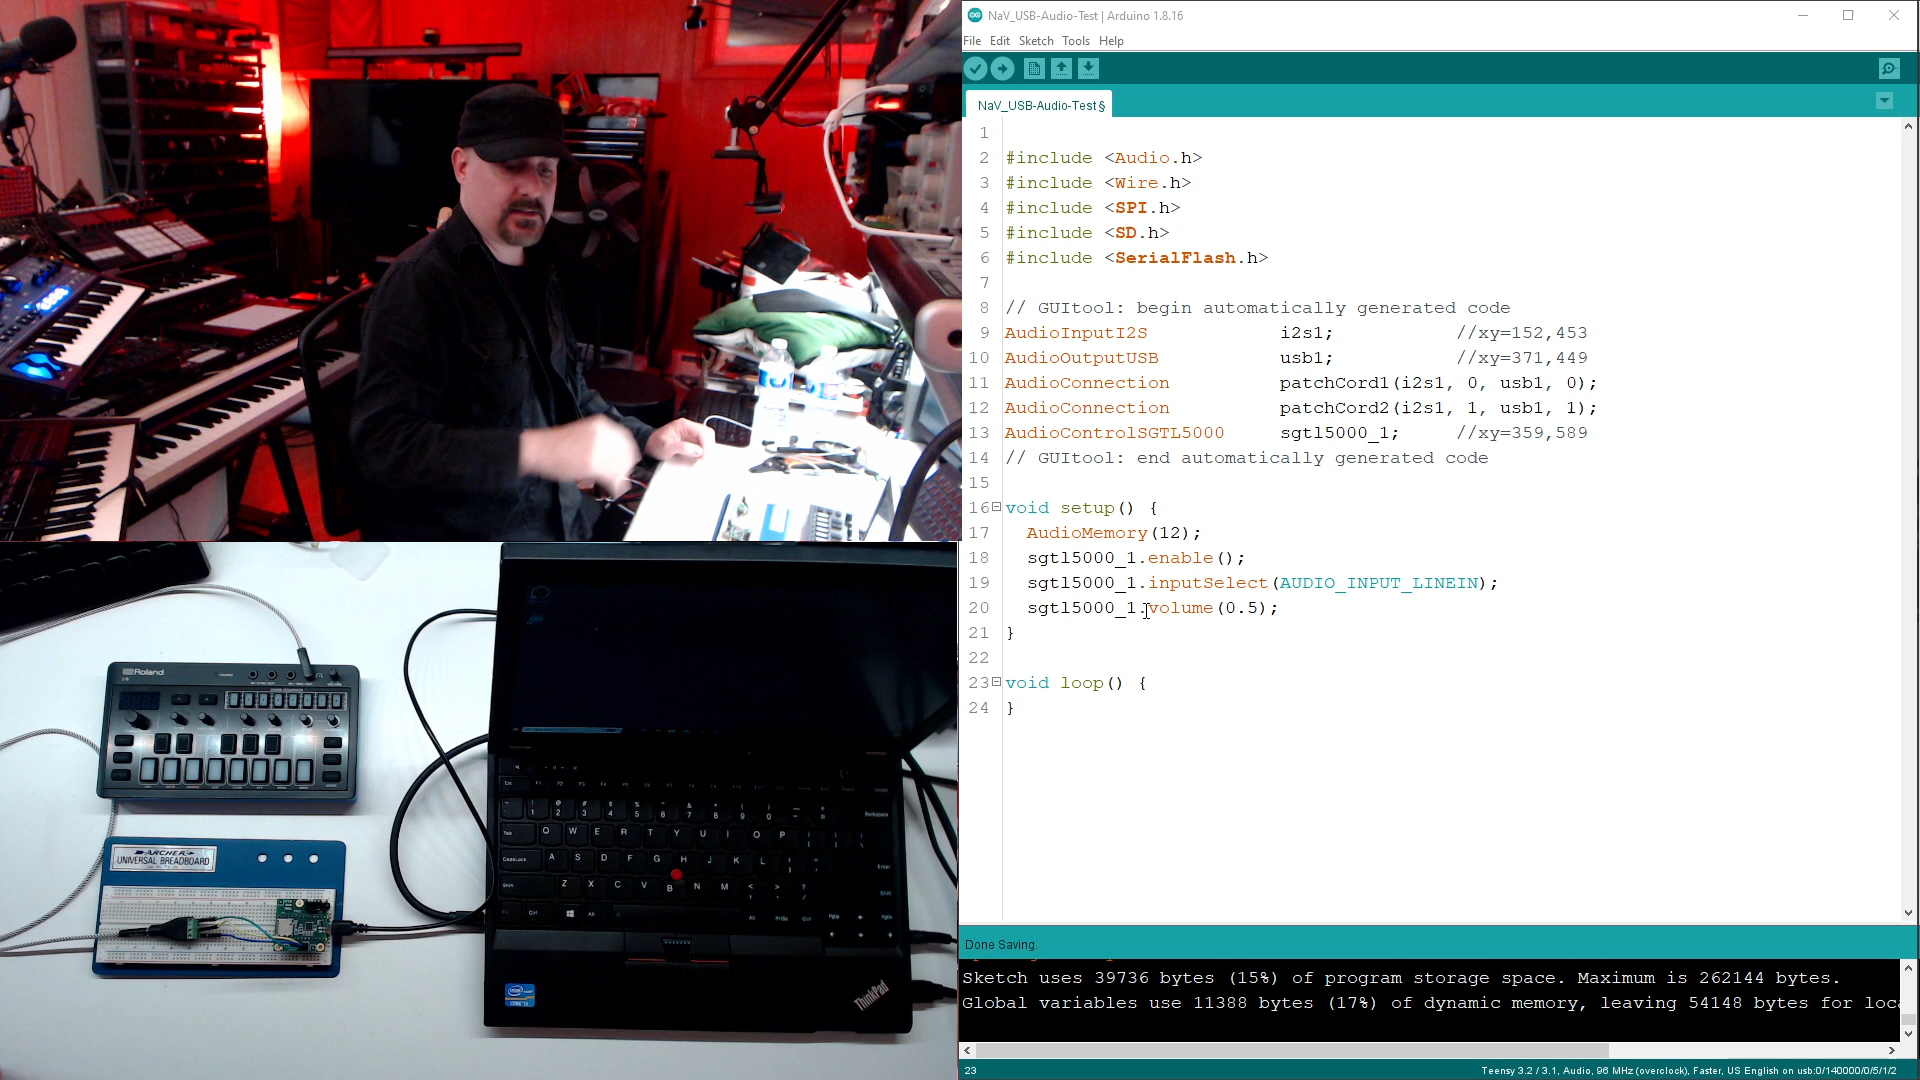 NaV_USB-Audio-Test | Arduino 1.8.16
File Edit Sketch Tools Help
NaV_USB-Audio-Test §
1
2 #include <Audio.h>
3 #include <Wire.h>
4 #include <SPI.h>
5 #include <SD.h>
6 #include <SerialFlash.h>
7
8 // GUItool: begin automatically generated code
9 AudioInputI2S i2s1; //xy=152,453
10 AudioOutputUSB usb1; //xy=371,449
11 AudioConnection patchCord1(i2s1, 0, usb1, 0);
12 AudioConnection patchCord2(i2s1, 1, usb1, 1);
13 AudioControlSGTL5000 sgtl5000_1; //xy=359,589
14 // GUItool: end automatically generated code
15
16 void setup() {
17 AudioMemory(12);
18 sgtl5000_1.enable();
19 sgtl5000_1.inputSelect(AUDIO_INPUT_LINEIN);
20 sgtl5000_1.volume(0.5);
21 }
22
23 void loop() {
24 }
Done Saving.
Sketch uses 39736 bytes (15%) of program storage space. Maximum is 262144 bytes.
Global variables use 11388 bytes (17%) of dynamic memory, leaving 54148 bytes for loca
23
Teensy 3.2 / 3.1, Audio, 96 MHz (overclock), Faster, US English on usb:0/140000/0/5/1/2
Roland
ARCHER
UNIVERSAL BREADBOARD
Q W E R T Y U I O P
A S D F G H J K L
Z X C V B N M
ThinkPad